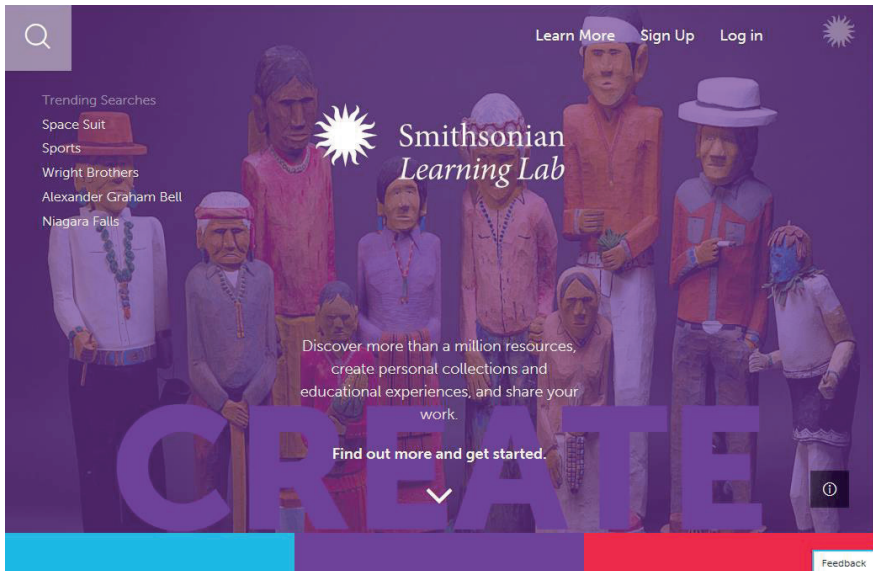 Learn More Sign Up Log in
Trending Searches
Space Suit
Sports
Wright Brothers
Alexander Graham Bell
Niagara Falls
Smithsonian
Learning Lab
Discover more than a million resources,
create personal collections and
educational experiences, and share your
work.
Find out more and get started.
CREATE
Feedback